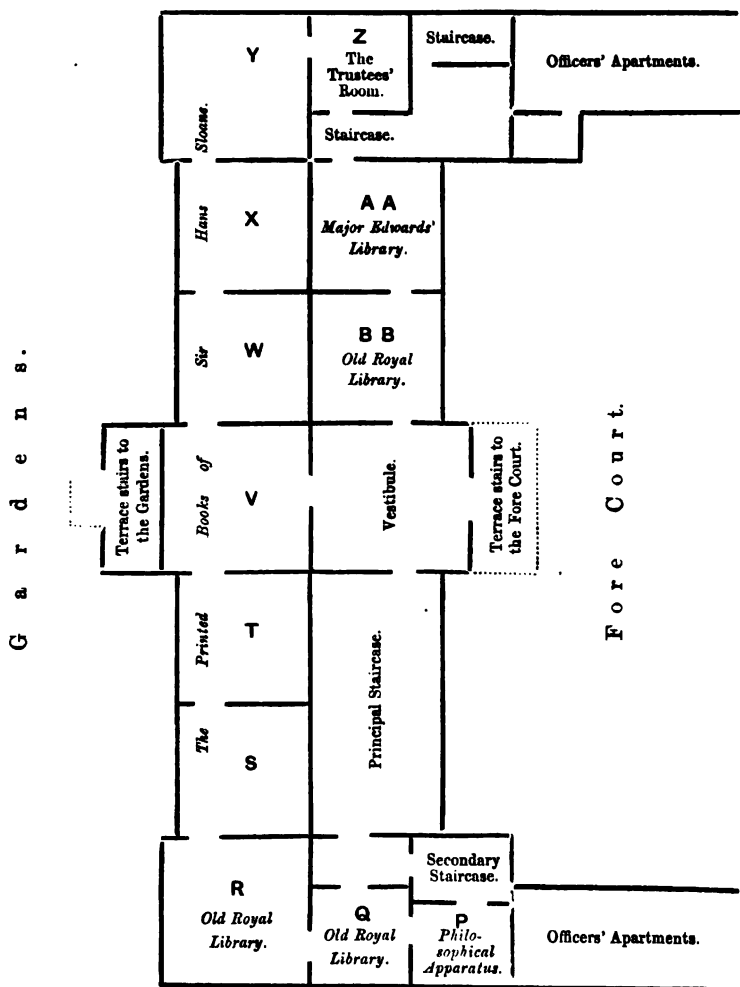 Y
Z
The
Trustees'
Room.
Staircase.
Officers' Apartments.
Staircase.
X
A A
Major Edwards'
Library.
W
B B
Old Royal
Library.
Gardens.
Terrace stairs to
the Gardens.
The Printed Books of Sir Hans Sloane.
V
Vestibule.
Terrace stairs to
the Fore Court.
Fore Court.
T
Principal Staircase.
S
Secondary
Staircase.
R
Old Royal
Library.
Q
Old Royal
Library.
P
Philo-
sophical
Apparatus.
Officers' Apartments.